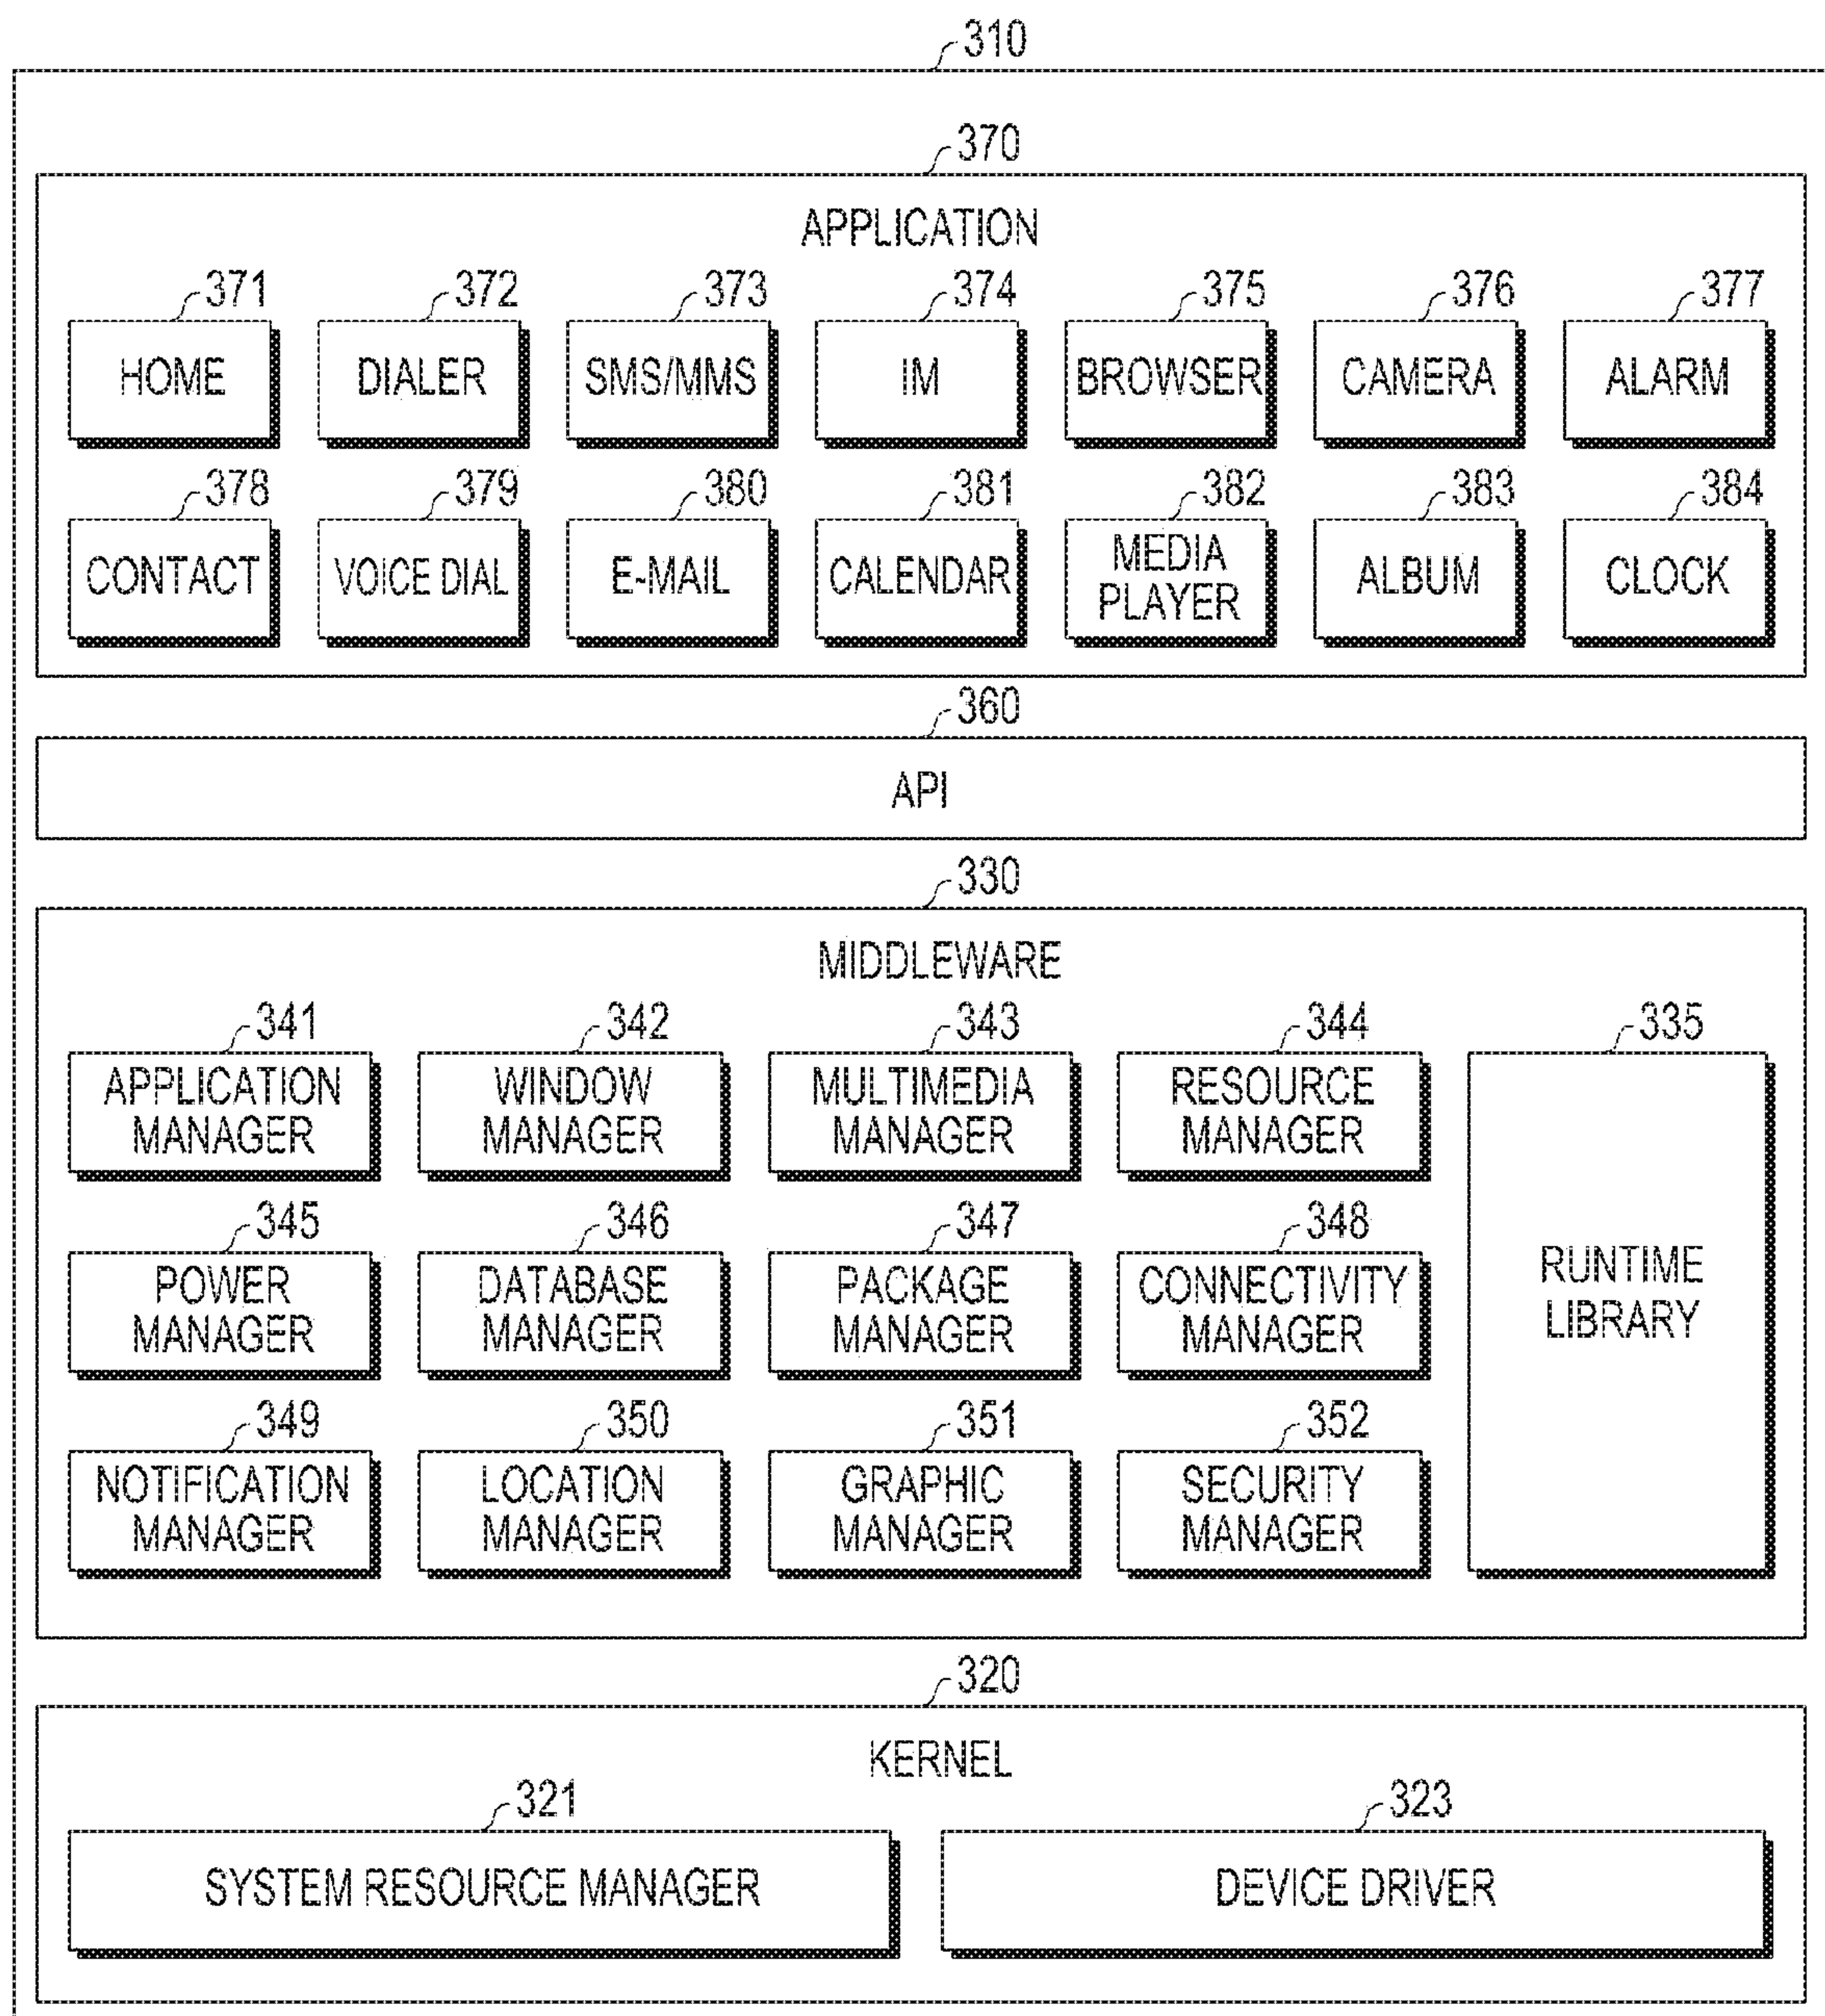 310
370
APPLICATION
371 372 373 374 375 376 377
HOME DIALER SMS/MMS IM BROWSER CAMERA ALARM
378 379 380 381 382 383 384
CONTACT VOICE DIAL E-MAIL CALENDAR MEDIA PLAYER ALBUM CLOCK
360
API
330
MIDDLEWARE
341 342 343 344 335
APPLICATION MANAGER
WINDOW MANAGER
MULTIMEDIA MANAGER
RESOURCE MANAGER
RUNTIME LIBRARY
345 346 347 348
POWER MANAGER
DATABASE MANAGER
PACKAGE MANAGER
CONNECTIVITY MANAGER
349 350 351 352
NOTIFICATION MANAGER
LOCATION MANAGER
GRAPHIC MANAGER
SECURITY MANAGER
320
KERNEL
321 323
SYSTEM RESOURCE MANAGER DEVICE DRIVER